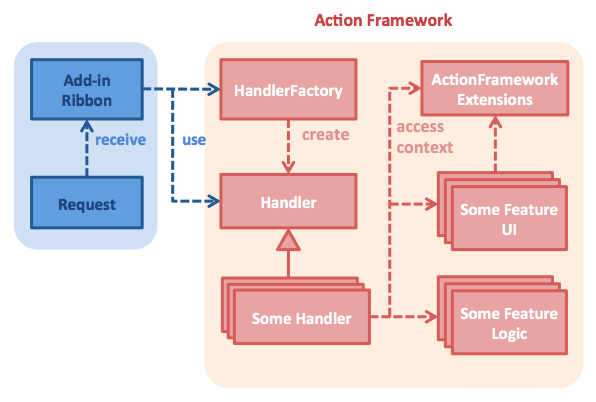 Action Framework
Add-in
Ribbon
HandlerFactory
ActionFramework
Extensions
receive
use
create
access
context
Request
Handler
Some Feature
UI
Some Handler
Some Feature
Logic